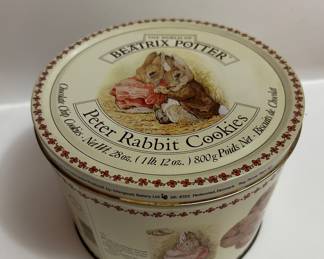 THE WORLD OF
BEATRIX POTTER
Peter Rabbit Cookies
Chocolate Chip Cookies · Net Wt. 28 oz. (1 lb. 12 oz.) 800 g Poids Net · Biscuits de Chocolat